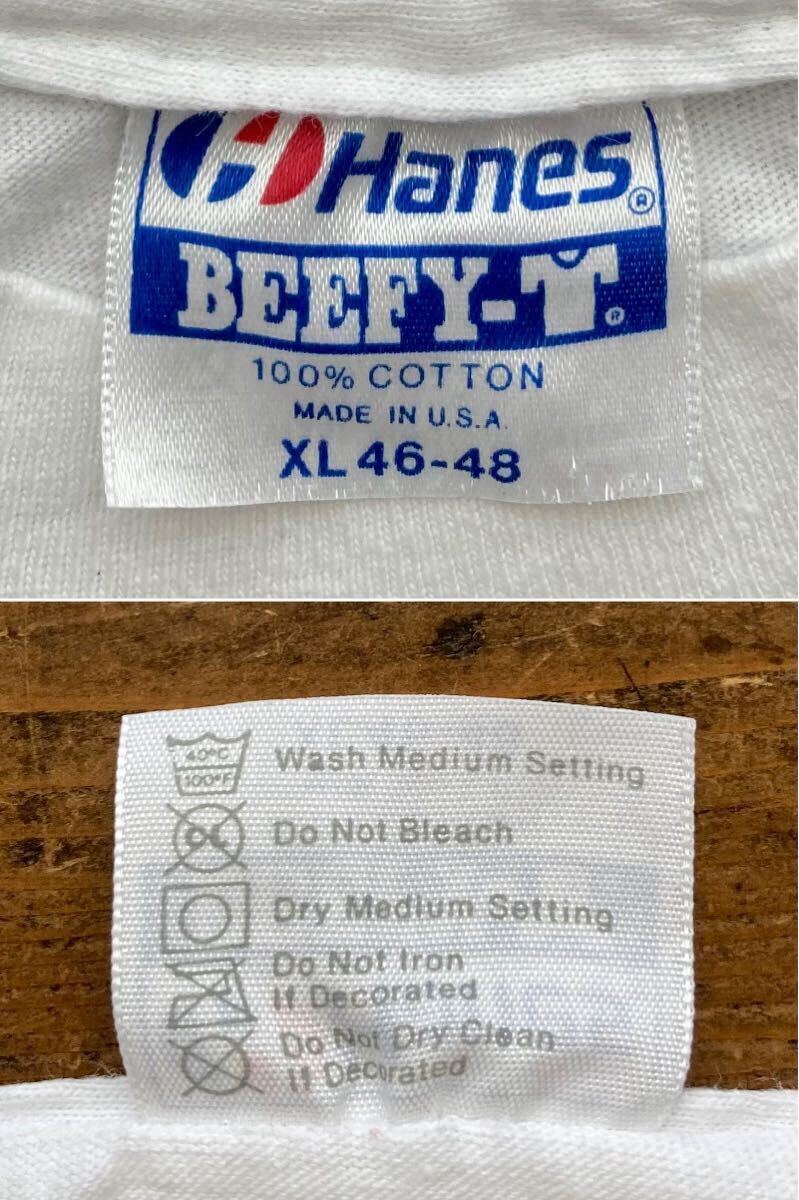 Hanes®
BEEFY-T®
100% COTTON
MADE IN U.S.A.
XL 46-48
40°C
100°F
Wash Medium Setting
CL
Do Not Bleach
Dry Medium Setting
Do Not Iron
If Decorated
Do Not Dry Clean
If Decorated